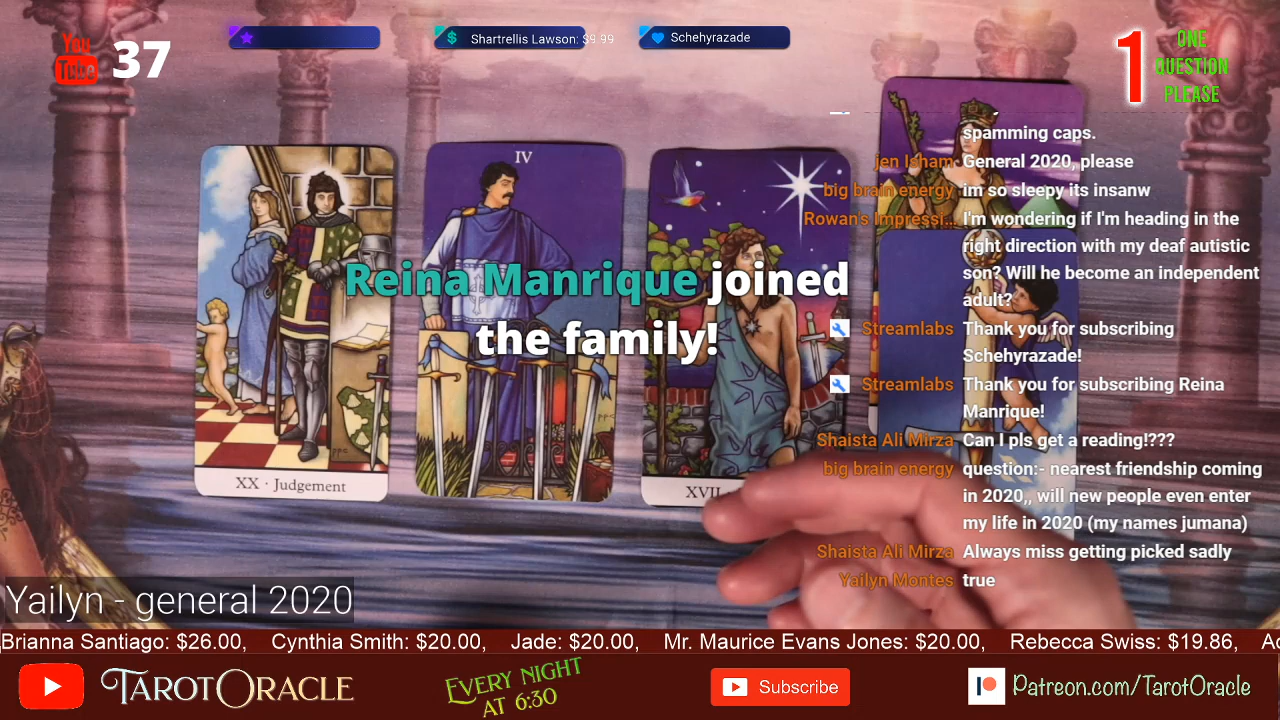 You
Tube
37
Shartrellis Lawson: $9.99
Schehyrazade
1
ONE
QUESTION
PLEASE
spamming caps.
jen Isham General 2020, please
big brain energy im so sleepy its insanw
Rowan's Impressi... I'm wondering if I'm heading in the
right direction with my deaf autistic
son? Will he become an independent
adult?
Streamlabs Thank you for subscribing
Schehyrazade!
Streamlabs Thank you for subscribing Reina
Manrique!
Shaista Ali Mirza Can I pls get a reading!???
big brain energy question:- nearest friendship coming
in 2020,, will new people even enter
my life in 2020 (my names jumana)
Shaista Ali Mirza Always miss getting picked sadly
Yailyn Montes true
IV
Reina Manrique joined
the family!
XX · Judgement
XVII
Yailyn - general 2020
Brianna Santiago: $26.00, Cynthia Smith: $20.00, Jade: $20.00, Mr. Maurice Evans Jones: $20.00, Rebecca Swiss: $19.86,
TAROTORACLE
EVERY NIGHT
AT 6:30
Subscribe
Patreon.com/TarotOracle